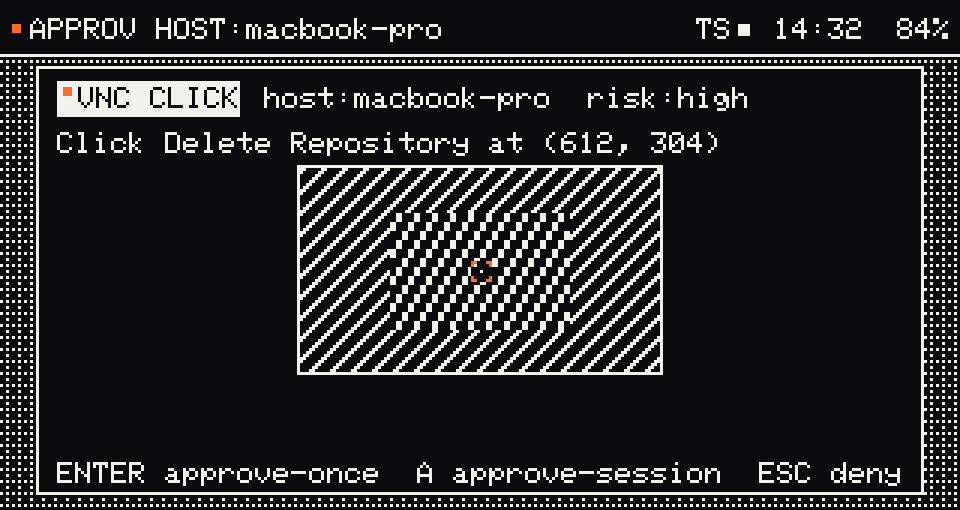 APPROV HOST:macbook-pro TS 14:32 84%
VNC CLICK host:macbook-pro risk:high
Click Delete Repository at (612, 304)
ENTER approve-once A approve-session ESC deny